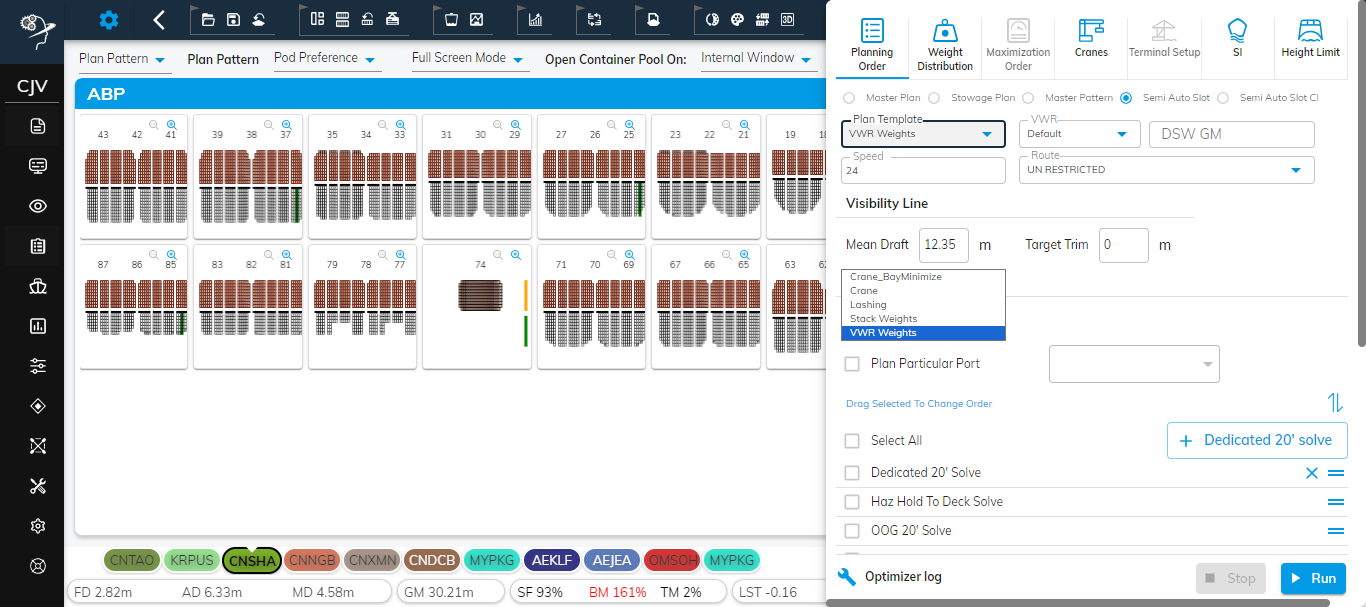 CJV
Plan Pattern
Plan Pattern
Pod Preference
Full Screen Mode
Open Container Pool On:
Internal Window
ABP
43 42 41
39 38 37
35 34 33
31 30 29
27 26 25
23 22 21
19
87 86 85
83 82 81
79 78 77
74
71 70 69
67 66 65
63
CNTAO
KRPUS
CNSHA
CNNGB
CNXMN
CNDCB
MYPKG
AEKLF
AEJEA
OMSOH
MYPKG
FD 2.82m
AD 6.33m
MD 4.58m
GM 30.21m
SF 93%
BM 161%
TM 2%
LST -0.16
3D
Planning
Order
Weight
Distribution
Maximization
Order
Cranes
Terminal Setup
SI
Height Limit
Master Plan
Stowage Plan
Master Pattern
Semi Auto Slot
Semi Auto Slot Cl
Plan Template
VWR Weights
VWR
Default
DSW GM
Speed
24
Route
UN RESTRICTED
Visibility Line
Mean Draft
12.35
m
Target Trim
0
m
Crane_BayMinimize
Crane
Lashing
Stack Weights
VWR Weights
Plan Particular Port
Drag Selected To Change Order
Select All
+ Dedicated 20' solve
Dedicated 20' Solve
Haz Hold To Deck Solve
OOG 20' Solve
Optimizer log
Stop
Run